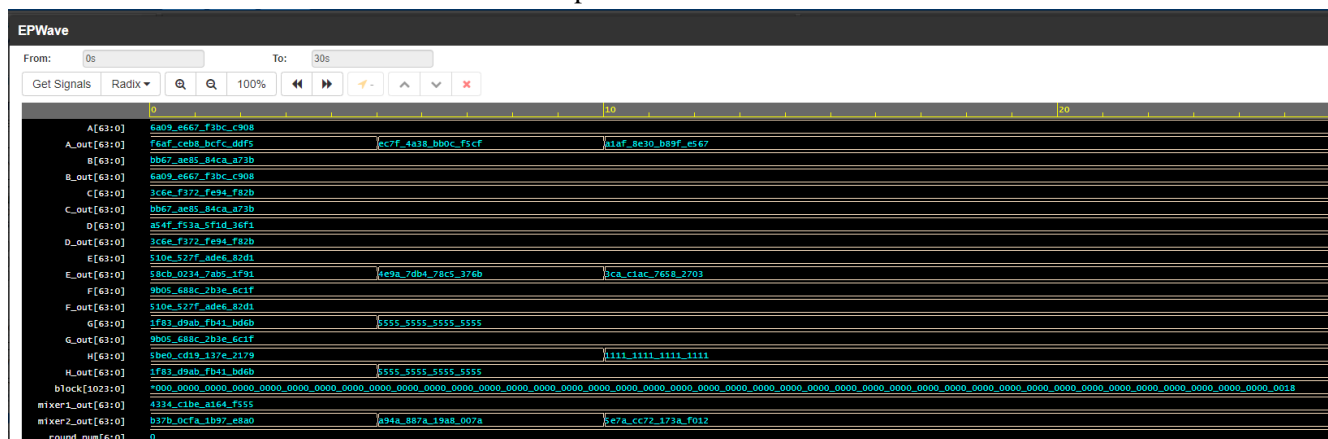 EPWave
From: 0s To: 30s
Get Signals Radix 100% -
0 10 20
A[63:0] 6a09_e667_f3bc_c908
A_out[63:0] f6af_ceb8_bcfc_ddf5 ec7f_4a38_bb0c_f5cf a1af_8e30_b89f_e567
B[63:0] bb67_ae85_84ca_a73b
B_out[63:0] 6a09_e667_f3bc_c908
C[63:0] 3c6e_f372_fe94_f82b
C_out[63:0] bb67_ae85_84ca_a73b
D[63:0] a54f_f53a_5f1d_36f1
D_out[63:0] 3c6e_f372_fe94_f82b
E[63:0] 510e_527f_ade6_82d1
E_out[63:0] 58cb_0234_7ab5_1f91 4e9a_7db4_78c5_376b 3ca_c1ac_7658_2703
F[63:0] 9b05_688c_2b3e_6c1f
F_out[63:0] 510e_527f_ade6_82d1
G[63:0] 1f83_d9ab_fb41_bd6b 5555_5555_5555_5555
G_out[63:0] 9b05_688c_2b3e_6c1f
H[63:0] 5be0_cd19_137e_2179 1111_1111_1111_1111
H_out[63:0] 1f83_d9ab_fb41_bd6b 5555_5555_5555_5555
block[1023:0] *000_0000_0000_0000_0000_0000_0000_0000_0000_0000_0000_0000_0000_0000_0000_0000_0000_0000_0000_0000_0000_0000_0000_0000_0000_0000_0000_0000_0000_0018
mixer1_out[63:0] 4334_c1be_a164_f555
mixer2_out[63:0] b37b_0cfa_1b97_e8a0 a94a_887a_19a8_007a 5e7a_cc72_173a_f012
round_num[6:0] 0